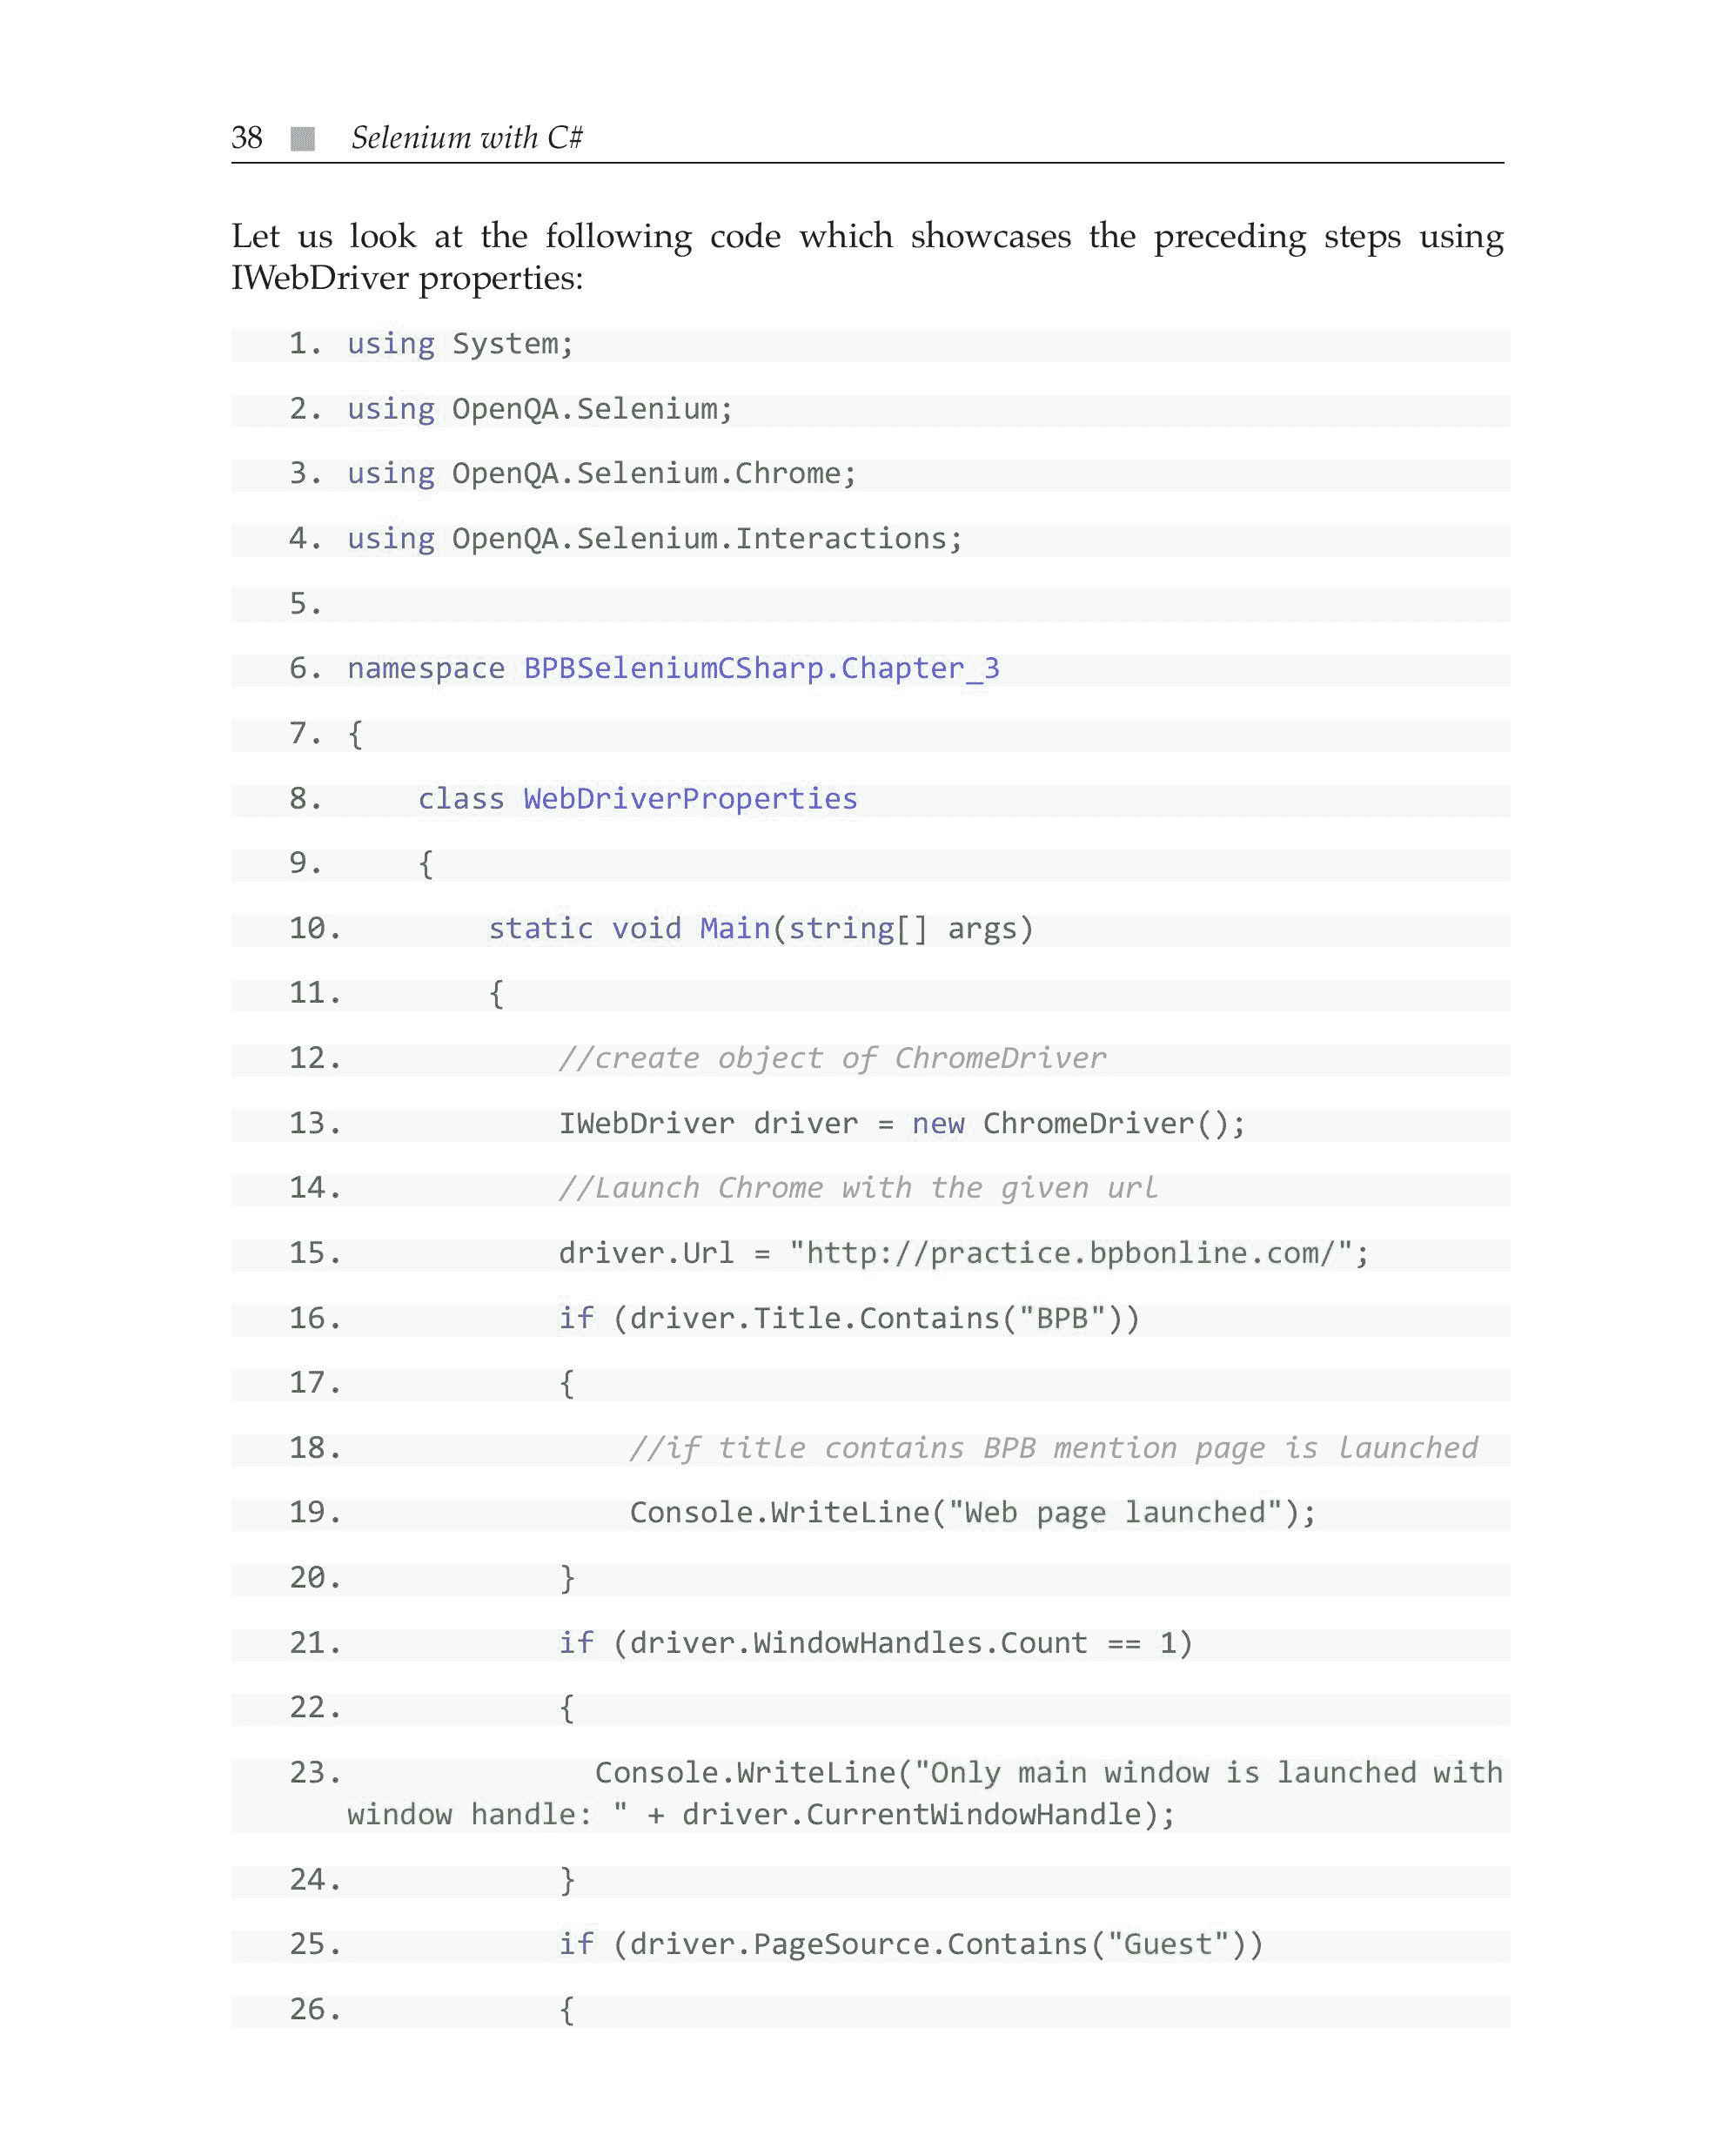 38 Selenium with C#
Let us look at the following code which showcases the preceding steps using
IWebDriver properties:
1. using System;
2. using OpenQA.Selenium;
3. using OpenQA.Selenium.Chrome;
4. using OpenQA.Selenium.Interactions;
5.
6. namespace BPBSeleniumCSharp.Chapter_3
7. {
8.     class WebDriverProperties
9.     {
10.         static void Main(string[] args)
11.         {
12.             //create object of ChromeDriver
13.             IWebDriver driver = new ChromeDriver();
14.             //Launch Chrome with the given url
15.             driver.Url = "http://practice.bpbonline.com/";
16.             if (driver.Title.Contains("BPB"))
17.             {
18.                 //if title contains BPB mention page is launched
19.                 Console.WriteLine("Web page launched");
20.             }
21.             if (driver.WindowHandles.Count == 1)
22.             {
23.               Console.WriteLine("Only main window is launched with
window handle: " + driver.CurrentWindowHandle);
24.             }
25.             if (driver.PageSource.Contains("Guest"))
26.             {